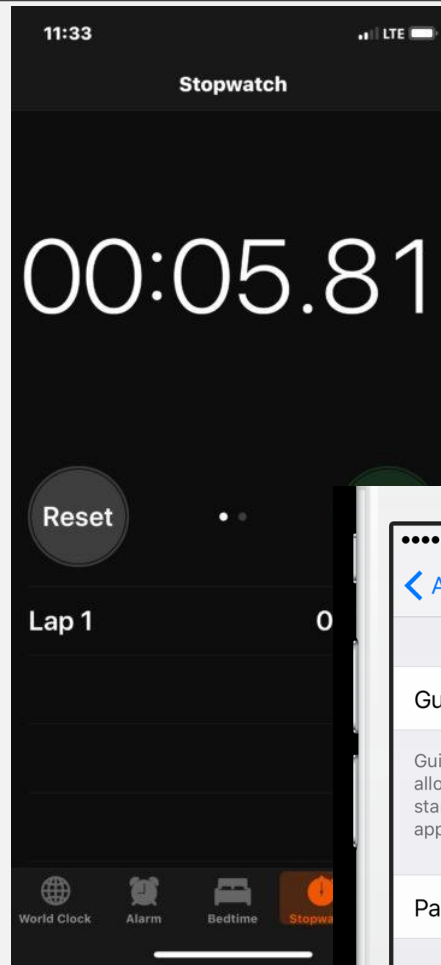 11:33
LTE
Stopwatch
00:05.81
Reset
Lap 1
World Clock
Alarm
Bedtime